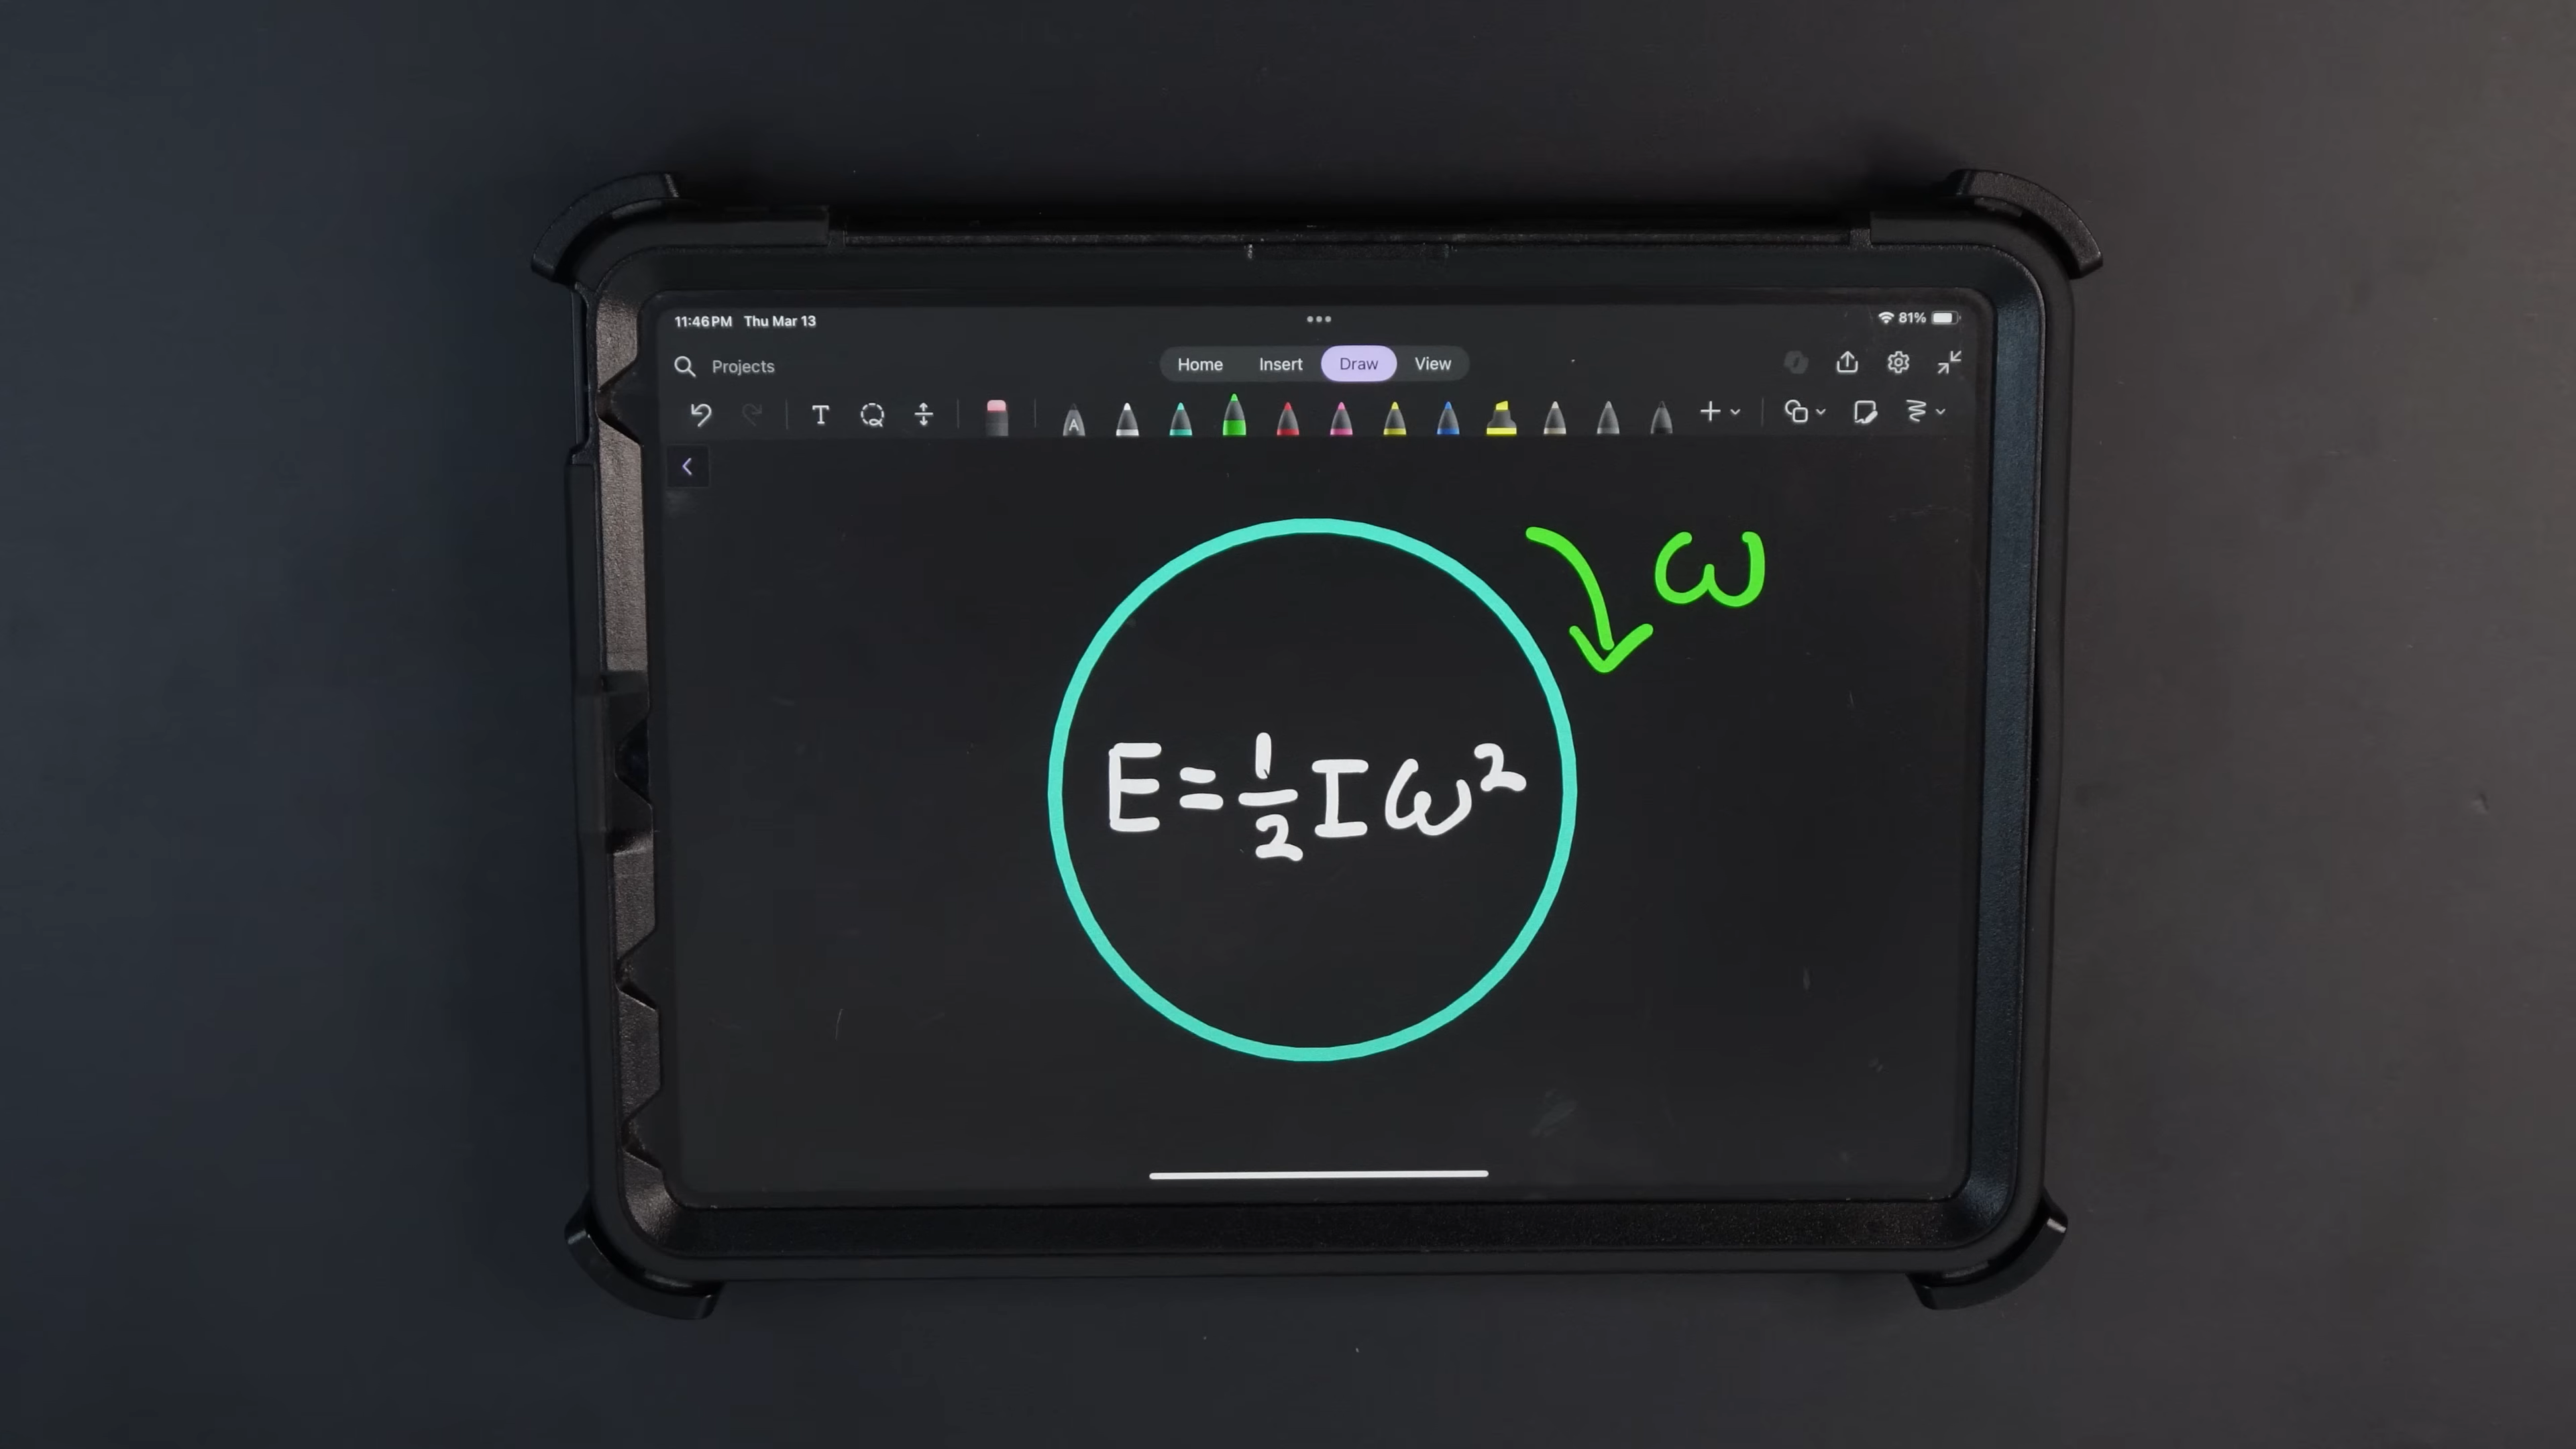 11:46 PM Thu Mar 13
81%
Projects
Home Insert Draw View
T
A
ω
E=½Iω²